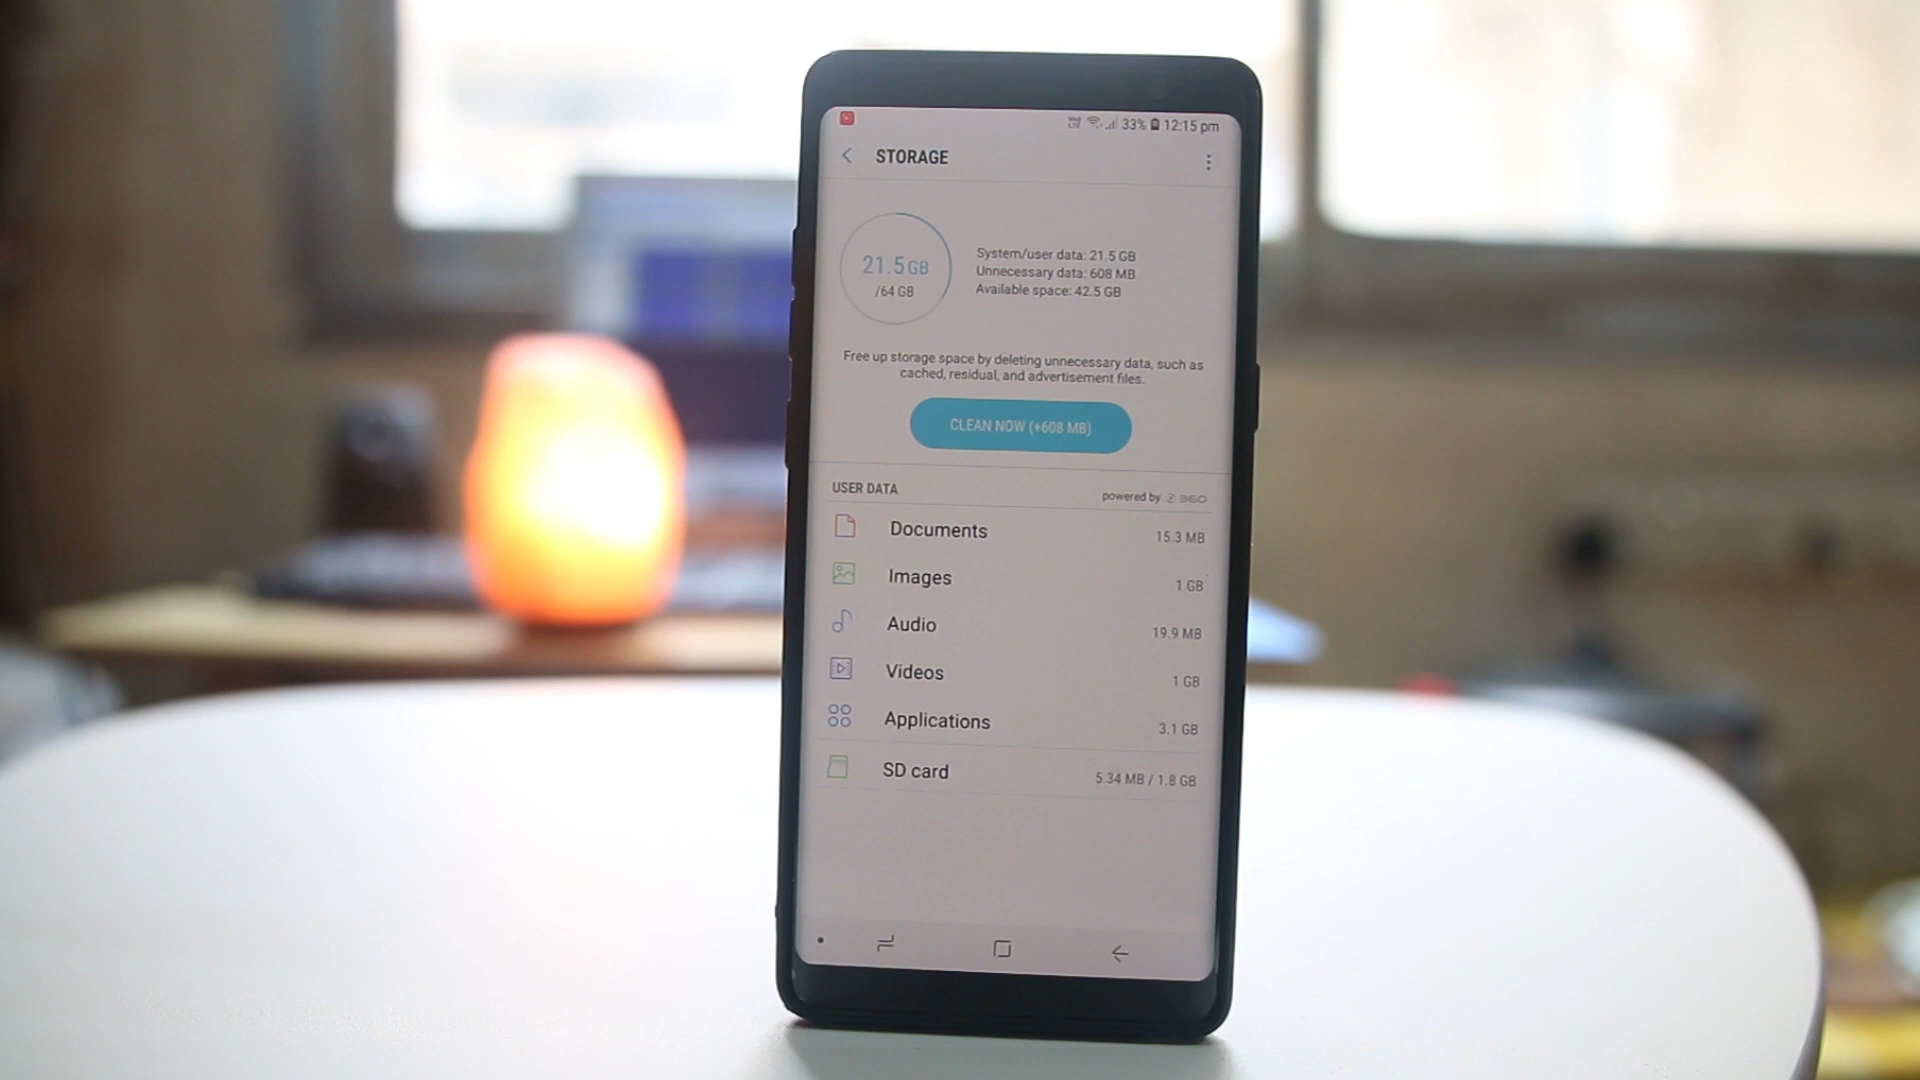 VoD LTE 33% 12:15 pm
STORAGE
21.5 GB
/64 GB
System/user data: 21.5 GB
Unnecessary data: 608 MB
Available space: 42.5 GB
Free up storage space by deleting unnecessary data, such as
cached, residual, and advertisement files.
CLEAN NOW (+608 MB)
USER DATA
powered by 360
Documents 15.3 MB
Images 1 GB
Audio 19.9 MB
Videos 1 GB
Applications 3.1 GB
SD card 5.34 MB / 1.8 GB